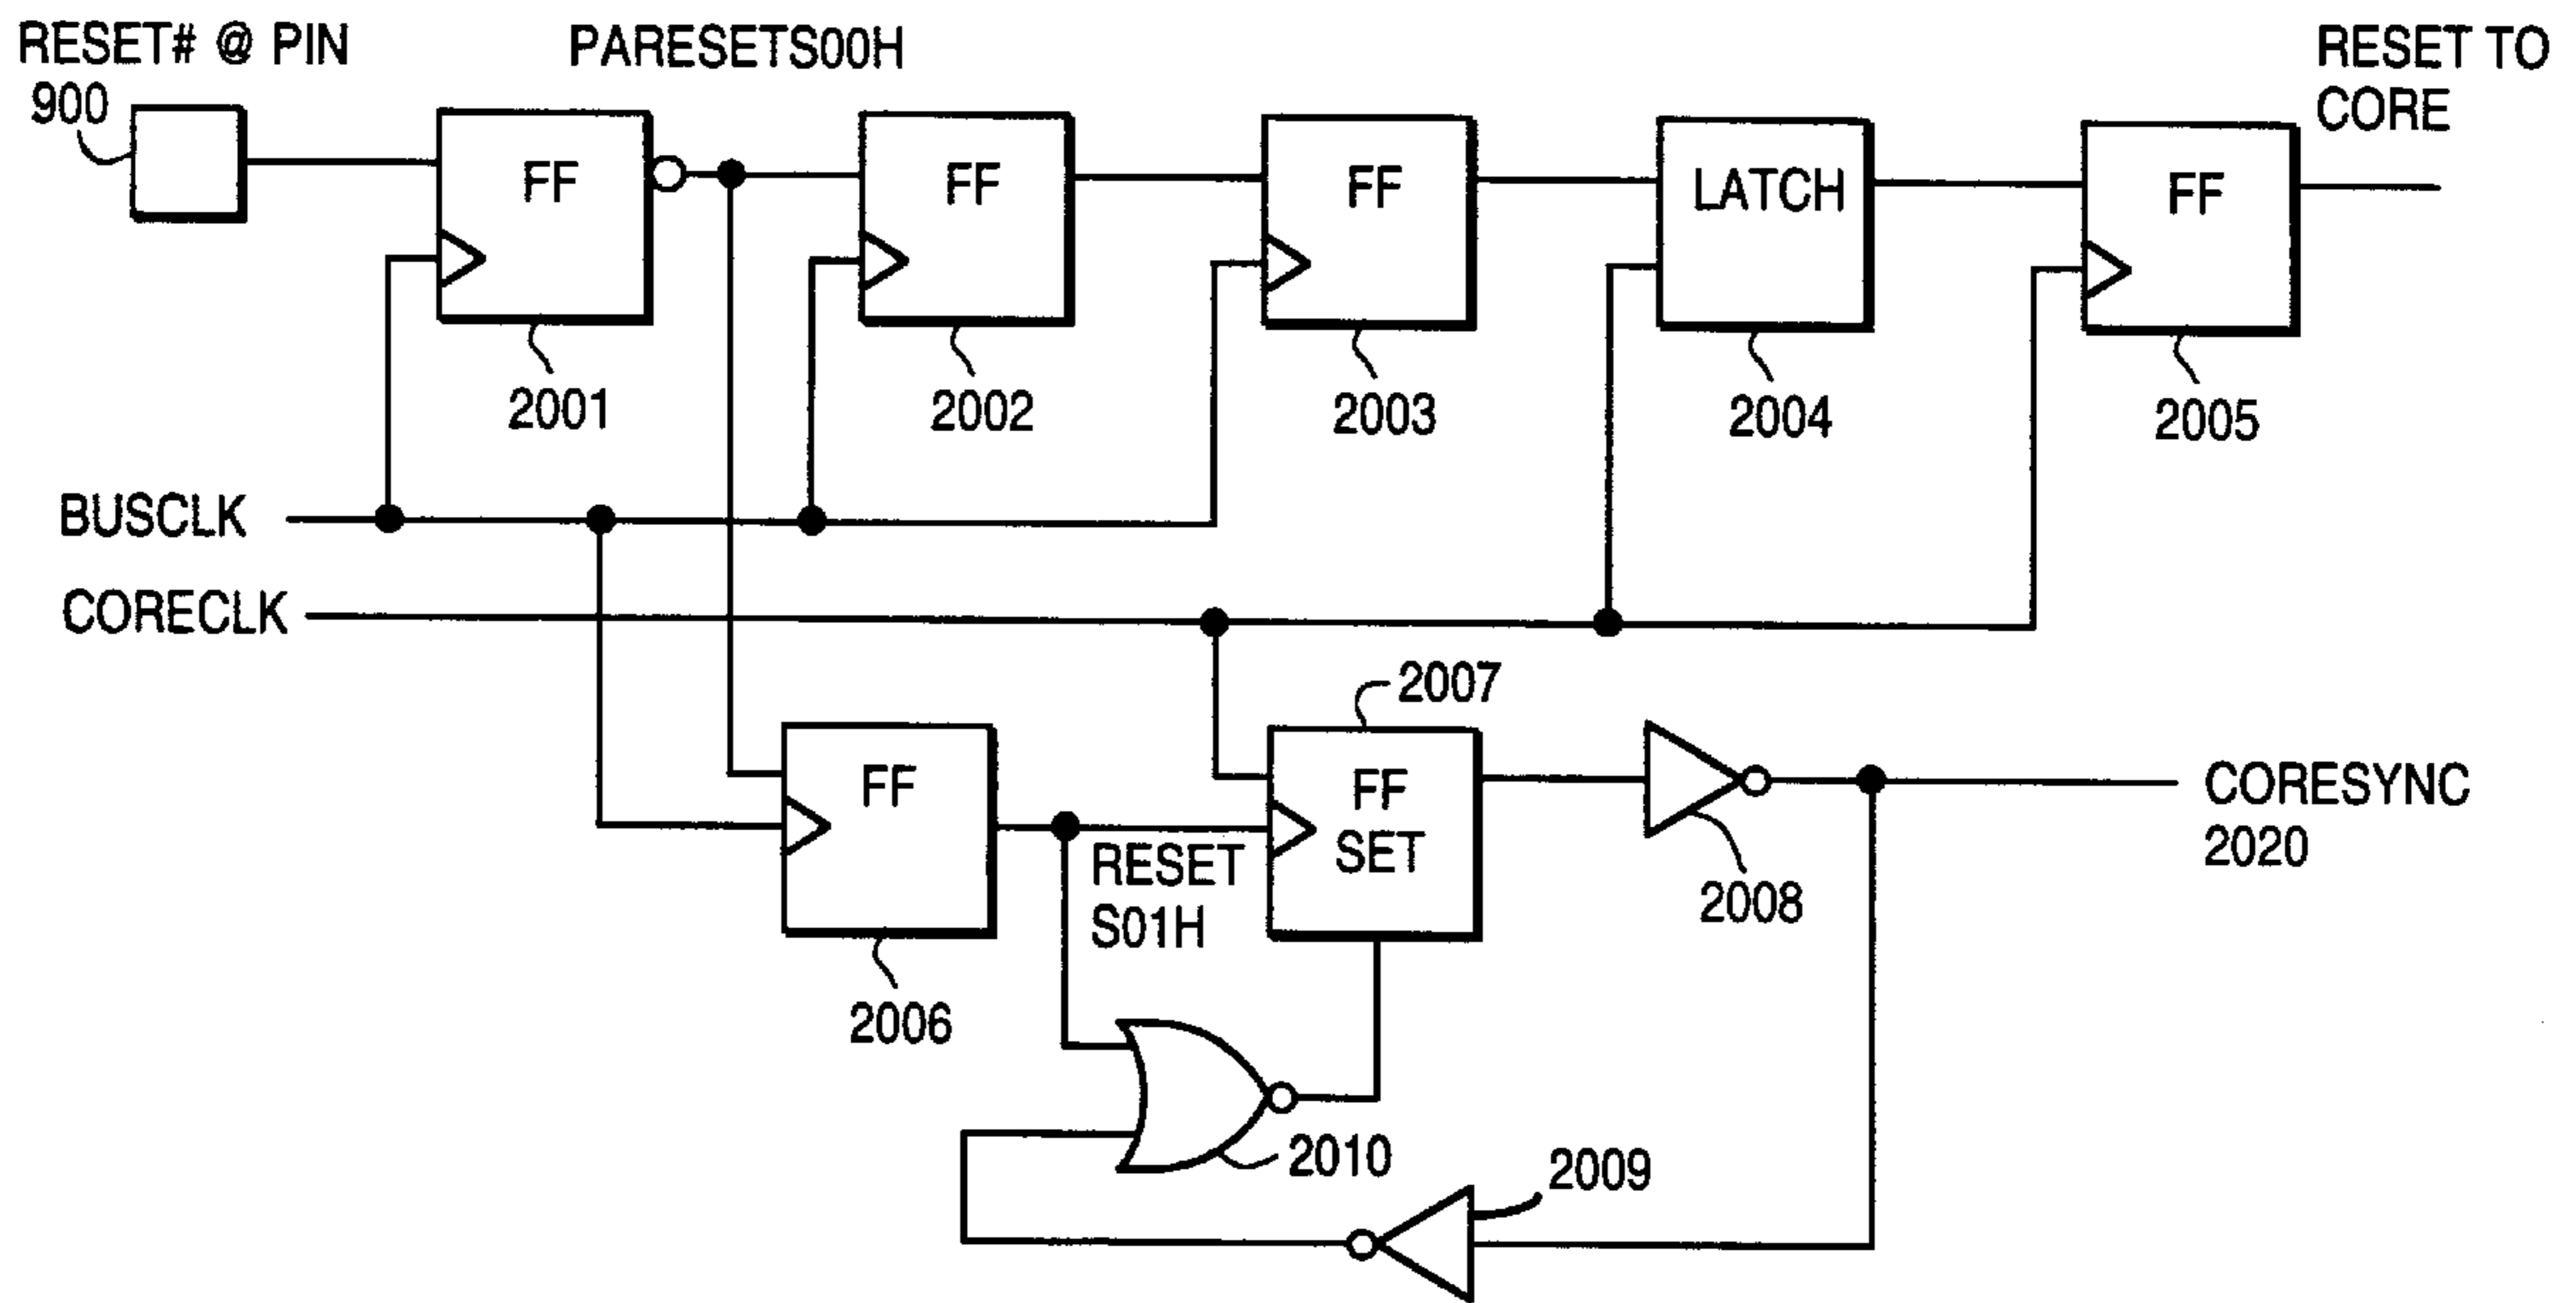 RESET# @ PIN
900
PARESETS00H
RESET TO
CORE
FF
FF
FF
LATCH
FF
2001
2002
2003
2004
2005
BUSCLK
CORECLK
2007
FF
FF
SET
RESET
S01H
CORESYNC
2020
2008
2006
2010
2009